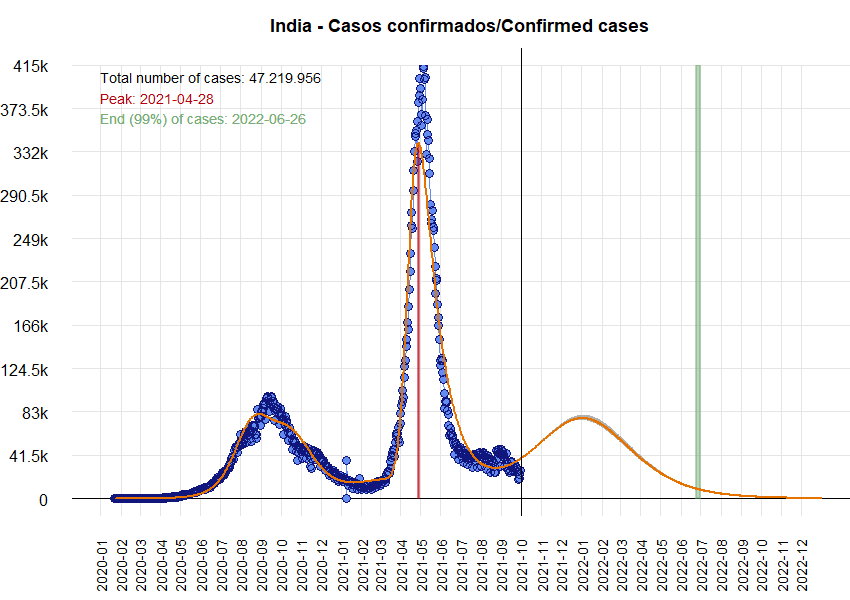 India - Casos confirmados/Confirmed cases
415k
Total number of cases: 47.219.956
Peak: 2021-04-28
373.5k
End (99%) of cases: 2022-06-26
332k
290.5k
249k
207.5k
166k
124.5k
83k
41.5k
0
2020-01
2020-02
2020-03
2020-04
2020-05
2020-06
2020-07
2020-08
2020-09
2020-10
2020-11
2020-12
2021-01
2021-02
2021-03
2021-04
2021-05
2021-06
2021-07
2021-08
2021-09
2021-10
2021-11
2021-12
2022-01
2022-02
2022-03
2022-04
2022-05
2022-06
2022-07
2022-08
2022-09
2022-10
2022-11
2022-12